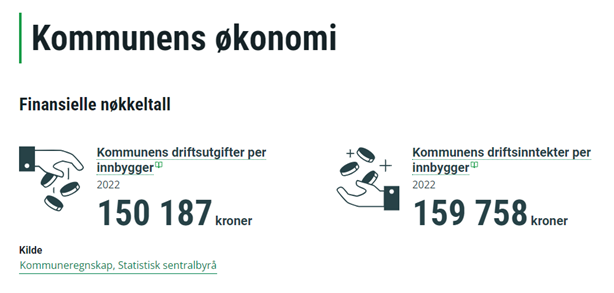 Kommunens økonomi
Finansielle nøkkeltall
Kommunens driftsutgifter per
innbygger
2022
150 187 kroner
Kommunens driftsinntekter per
innbygger
2022
159 758 kroner
Kilde
Kommuneregnskap, Statistisk sentralbyrå